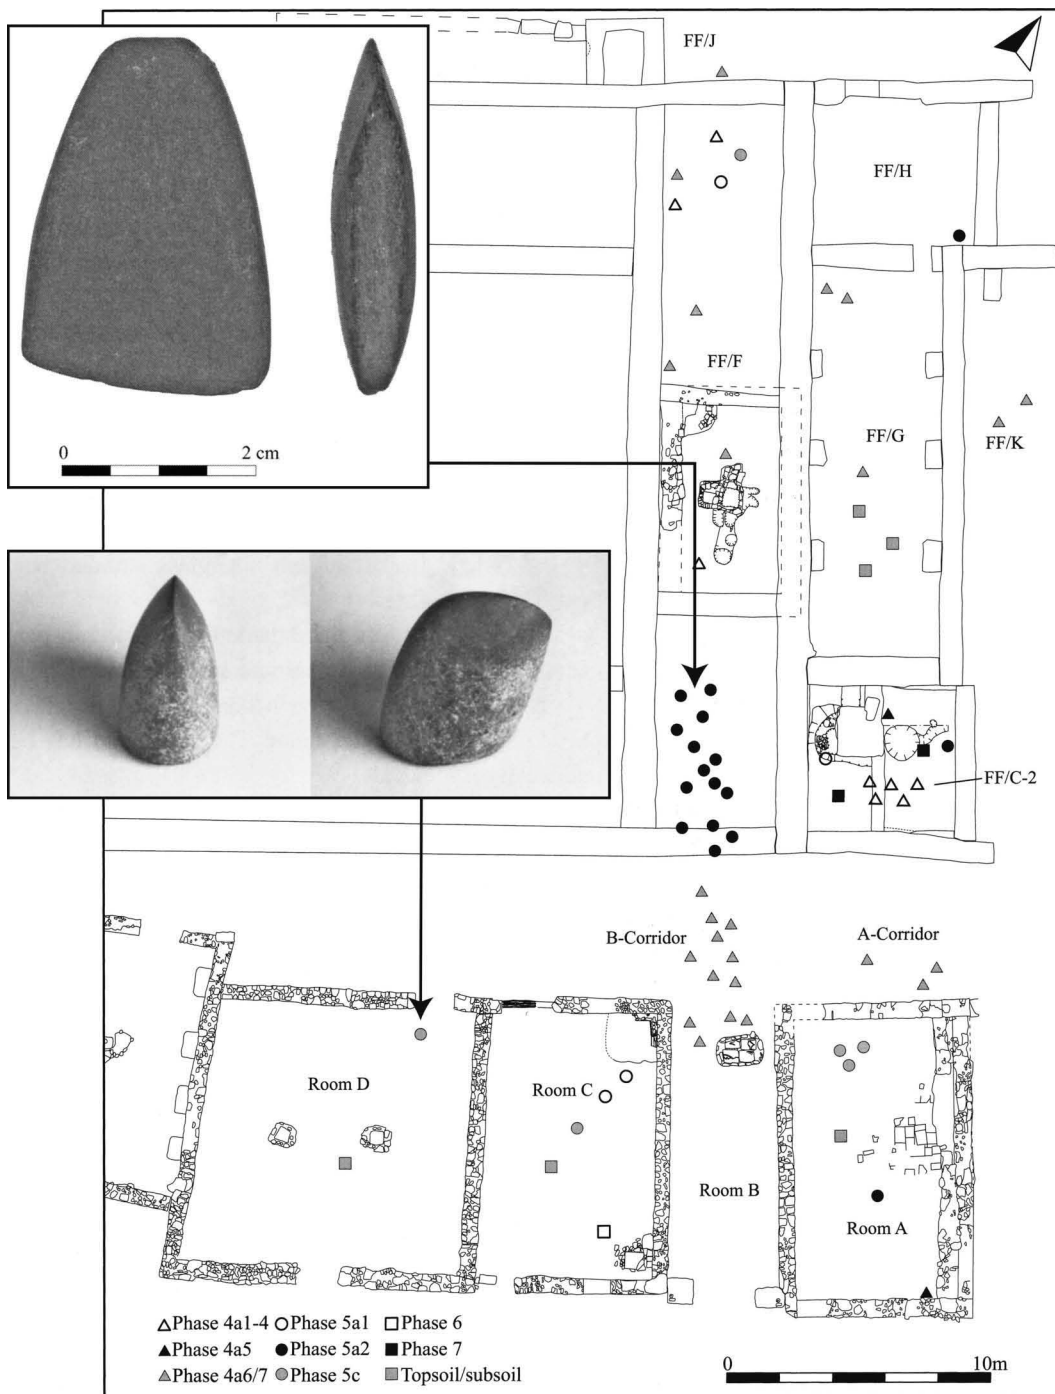 FF/J
FF/H
FF/F
FF/G
FF/K
0 2 cm
FF/C-2
B-Corridor
A-Corridor
Room D
Room C
Room B
Room A
Phase 4a1-4 Phase 5a1 Phase 6
Phase 4a5 Phase 5a2 Phase 7
Phase 4a6/7 Phase 5c Topsoil/subsoil
0 10m